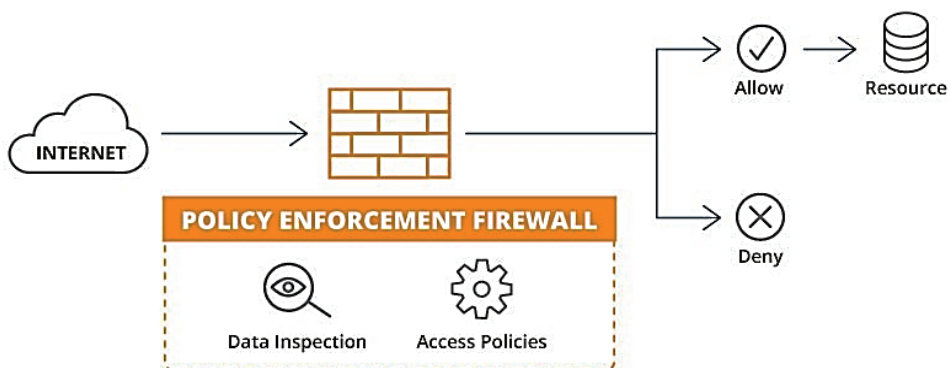 INTERNET
POLICY ENFORCEMENT FIREWALL
Data Inspection
Access Policies
Allow
Resource
Deny